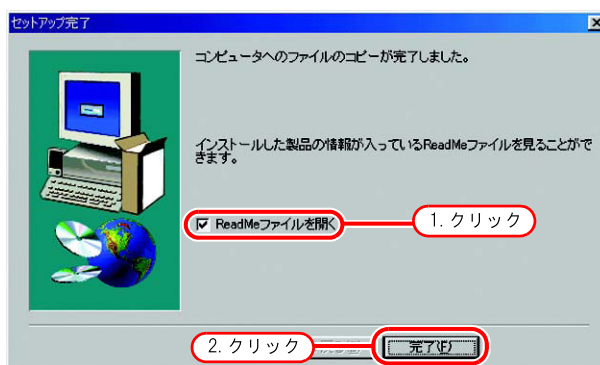 セットアップ完了
コンピュータへのファイルのコピーが完了しました。
インストールした製品の情報が入っているReadMeファイルを見ることがで
きます。
ReadMeファイルを開く
1.クリック
2.クリック
完了(F)